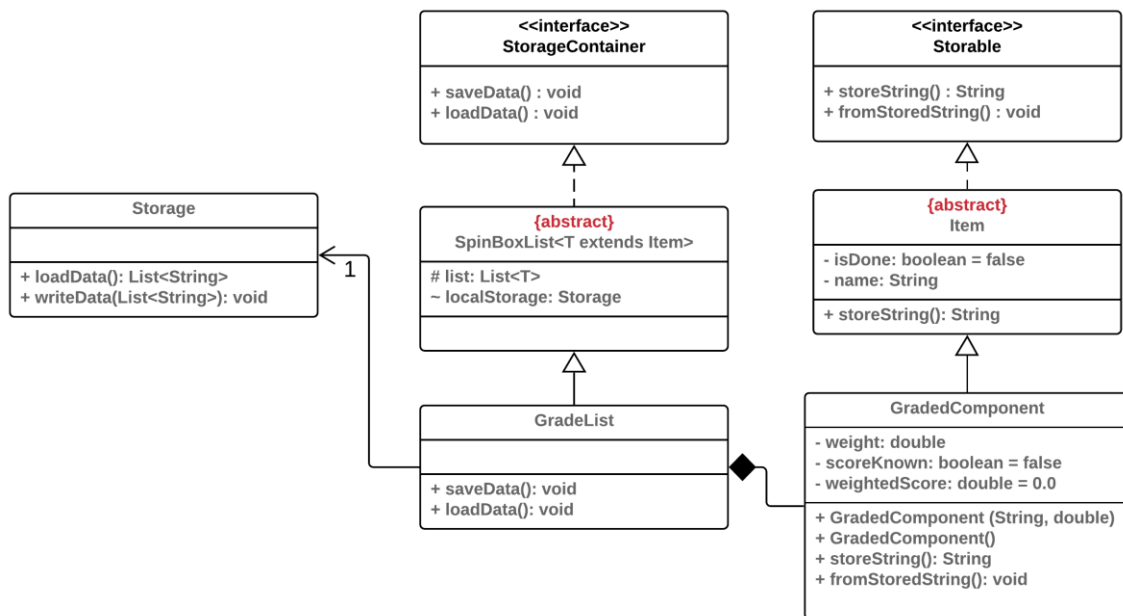 <<interface>>
StorageContainer
+ saveData() : void
+ loadData() : void
<<interface>>
Storable
+ storeString() : String
+ fromStoredString() : void
Storage
+ loadData(): List<String>
+ writeData(List<String>): void
1
{abstract}
SpinBoxList<T extends Item>
# list: List<T>
~ localStorage: Storage
{abstract}
Item
- isDone: boolean = false
- name: String
+ storeString(): String
GradeList
+ saveData(): void
+ loadData(): void
GradedComponent
- weight: double
- scoreKnown: boolean = false
- weightedScore: double = 0.0
+ GradedComponent (String, double)
+ GradedComponent()
+ storeString(): String
+ fromStoredString(): void